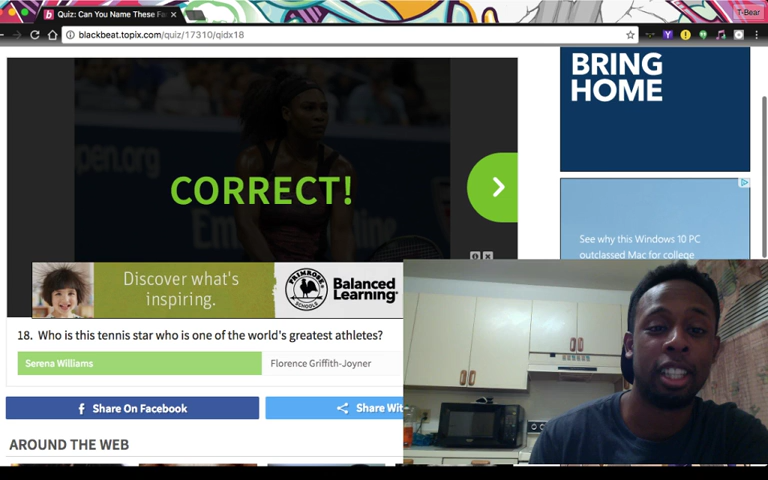 Quiz: Can You Name These Fe
T-Bear
blackbeat.topix.com/quiz/17310/qidx18
BRING
HOME
open.org
CORRECT!
Discover what's
inspiring.
PRIMROSE
SCHOOLS
Balanced
Learning
See why this Windows 10 PC
outclassed Mac for college
18. Who is this tennis star who is one of the world's greatest athletes?
Serena Williams
Florence Griffith-Joyner
Share On Facebook
Share Wit
AROUND THE WEB